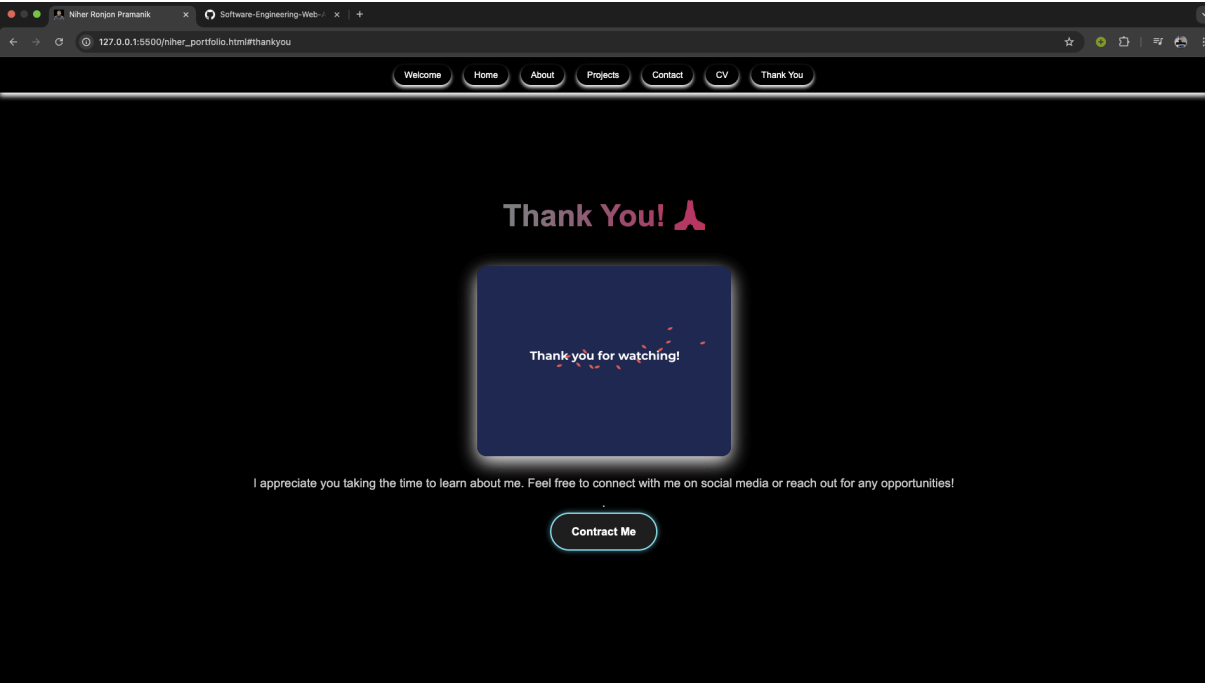 Niher Ronjon Pramanik
Software-Engineering-Web-
127.0.0.1:5500/niher_portfolio.html#thankyou
Welcome Home About Projects Contact CV Thank You
Thank You! 🙏
Thank you for watching!
I appreciate you taking the time to learn about me. Feel free to connect with me on social media or reach out for any opportunities!
.
Contract Me